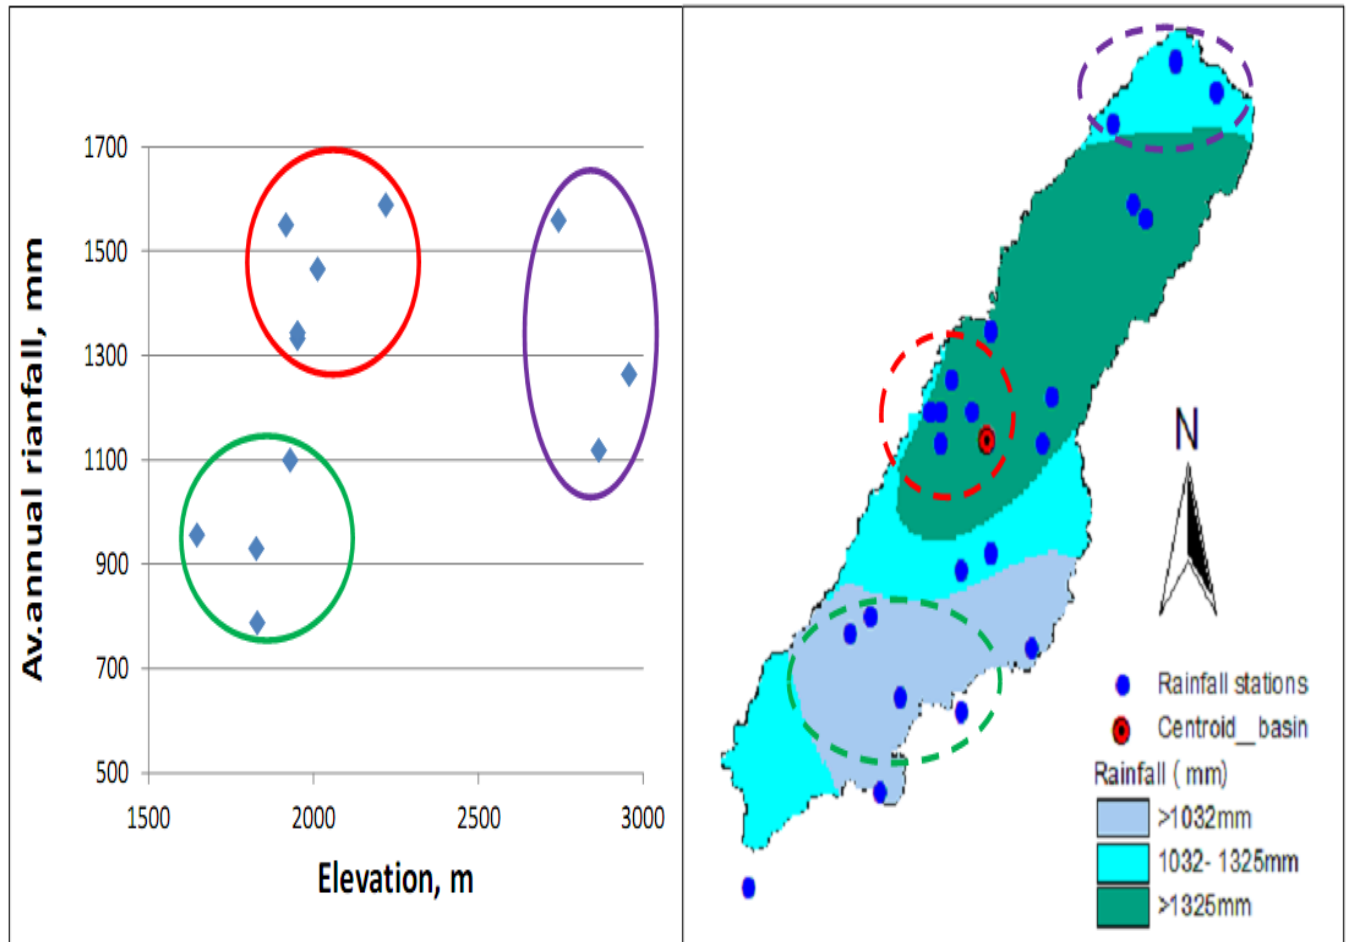 1700
1500
1300
1100
900
700
500
1500 2000 2500 3000
Av.annual rianfall, mm
Elevation, m
N
Rainfall stations
Centroid__basin
Rainfall ( mm)
>1032mm
1032- 1325mm
>1325mm